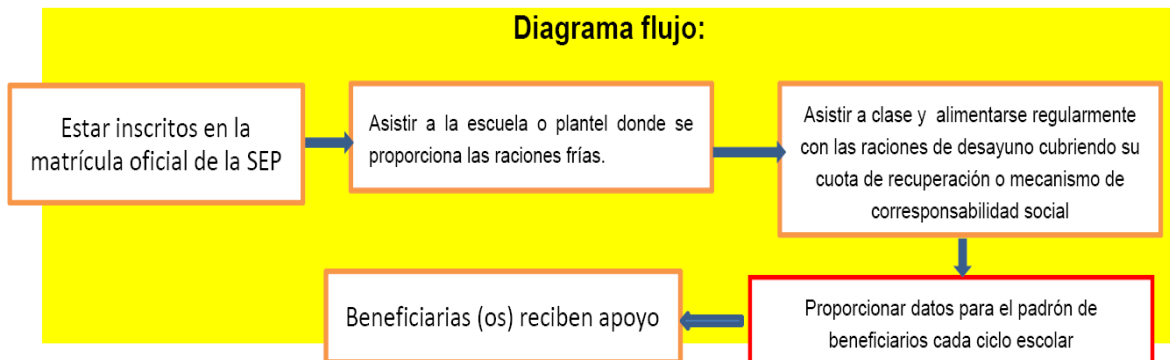 Diagrama flujo:
Estar inscritos en la
matrícula oficial de la SEP
Asistir a la escuela o plantel donde se
proporciona las raciones frías.
Asistir a clase y alimentarse regularmente
con las raciones de desayuno cubriendo su
cuota de recuperación o mecanismo de
corresponsabilidad social
Proporcionar datos para el padrón de
beneficiarios cada ciclo escolar
Beneficiarias (os) reciben apoyo